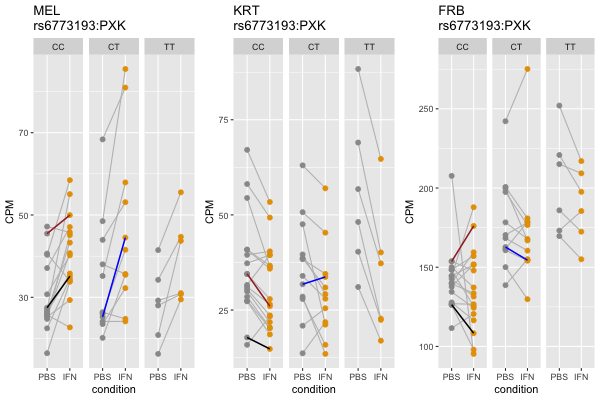 MEL
rs6773193:PXK
CC CT TT
CPM
70
50
30
PBS IFN PBS IFN PBS IFN
condition
KRT
rs6773193:PXK
CC CT TT
CPM
75
50
25
PBS IFN PBS IFN PBS IFN
condition
FRB
rs6773193:PXK
CC CT TT
CPM
250
200
150
100
PBS IFN PBS IFN PBS IFN
condition